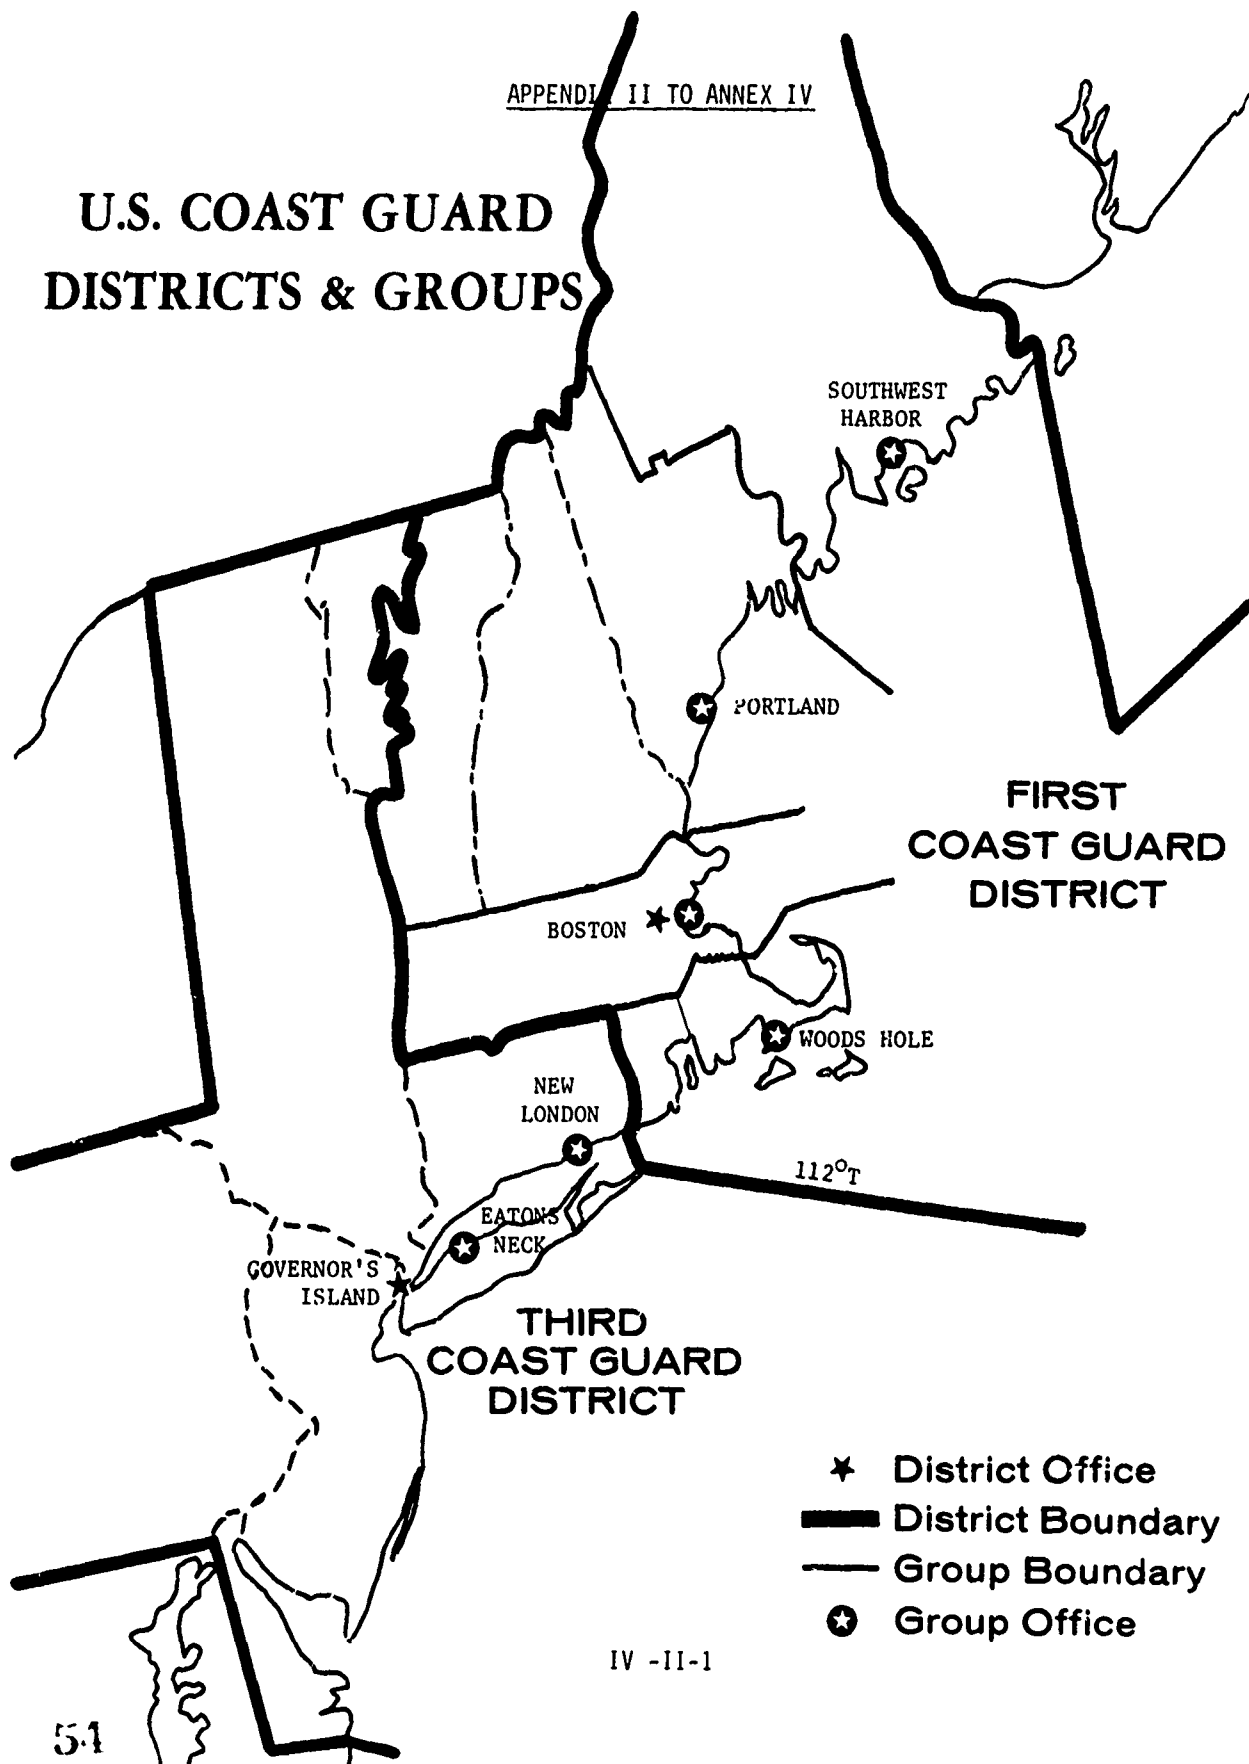 APPENDIX II TO ANNEX IV
U.S. COAST GUARD
DISTRICTS & GROUPS
SOUTHWEST
HARBOR
PORTLAND
FIRST
COAST GUARD
DISTRICT
BOSTON
WOODS HOLE
NEW
LONDON
112°T
EATONS
NECK
GOVERNOR'S
ISLAND
THIRD
COAST GUARD
DISTRICT
District Office
District Boundary
Group Boundary
Group Office
IV -II-1
54